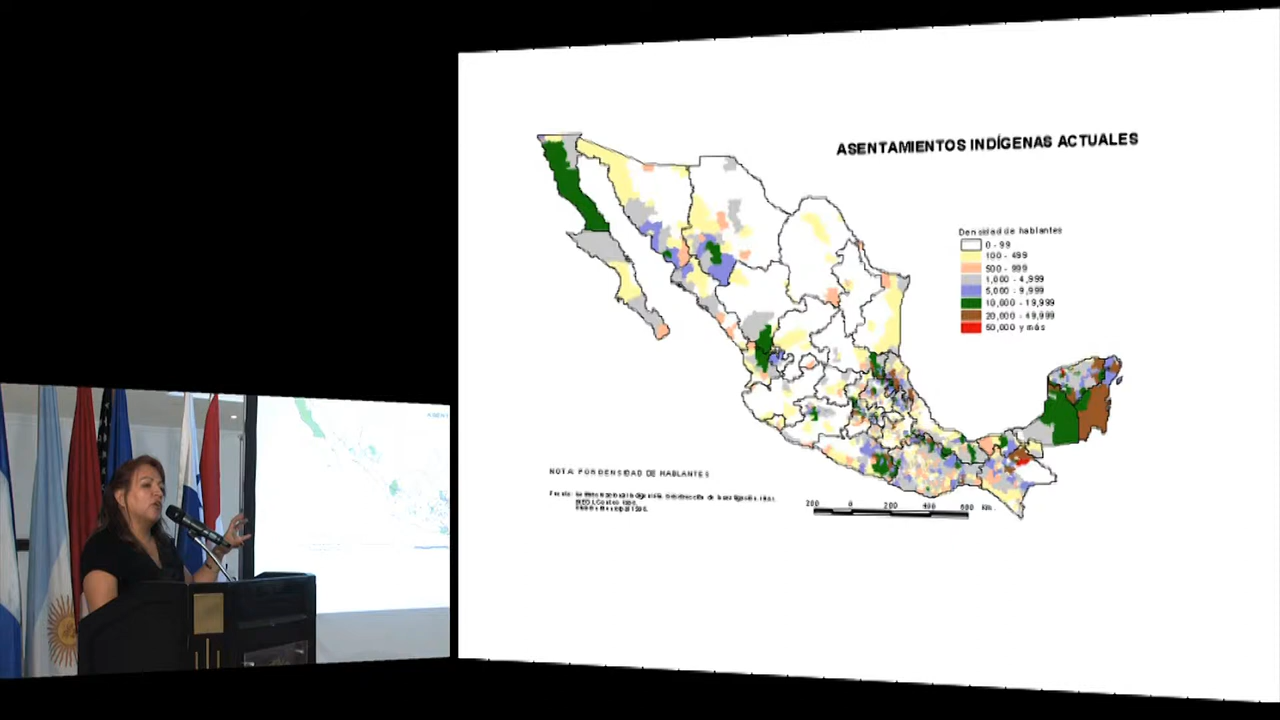 ASENTAMIENTOS INDÍGENAS ACTUALES
Densidad de hablantes
0 - 99
100 - 499
500 - 999
1,000 - 4,999
5,000 - 9,999
10,000 - 19,999
20,000 - 49,999
50,000 y más
NOTA: POR DENSIDAD DE HABLANTES
200 0 200 400 600 Km.